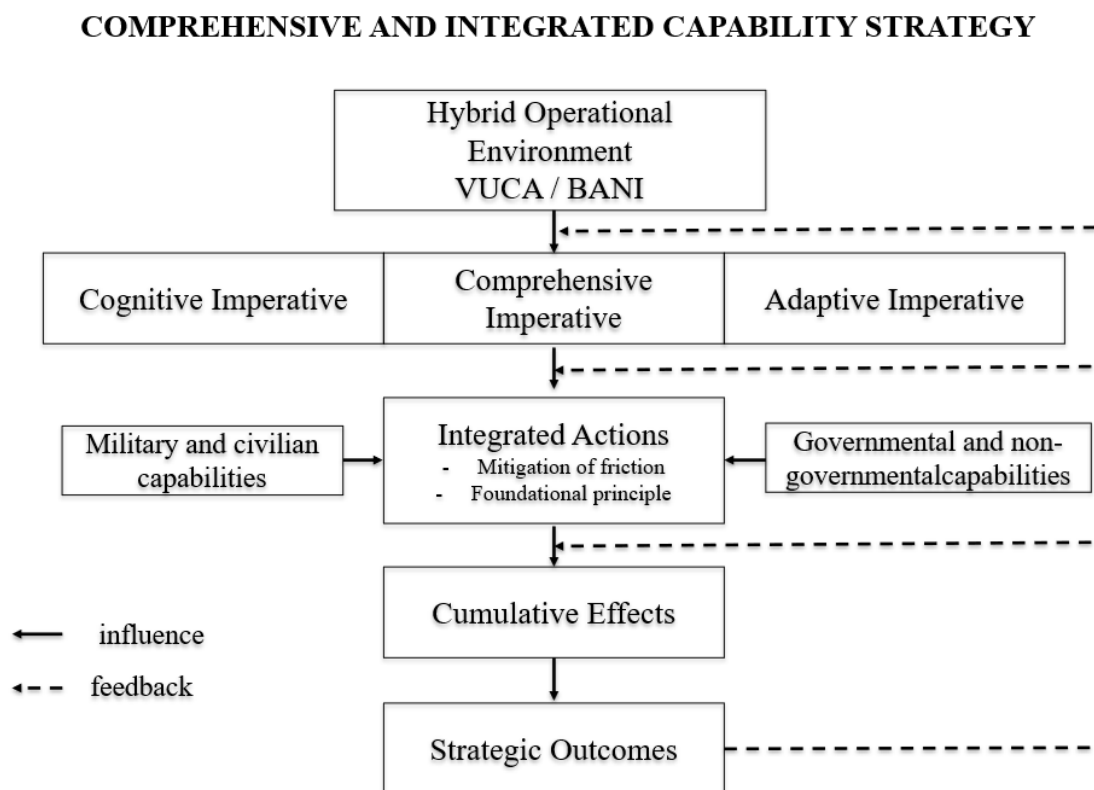 COMPREHENSIVE AND INTEGRATED CAPABILITY STRATEGY
Hybrid Operational
Environment
VUCA / BANI
Cognitive Imperative
Comprehensive
Imperative
Adaptive Imperative
Military and civilian
capabilities
Integrated Actions
- Mitigation of friction
- Foundational principle
Governmental and non-
governmentalcapabilities
Cumulative Effects
influence
feedback
Strategic Outcomes